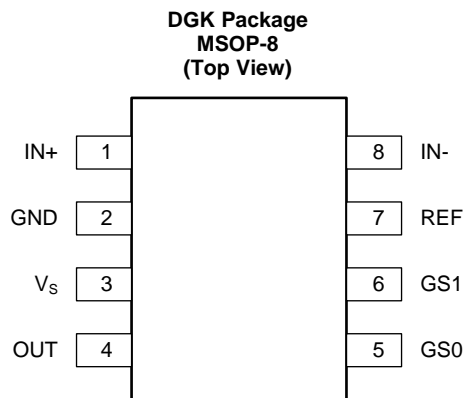 DGK Package
MSOP-8
(Top View)
IN+ 1 8 IN-
GND 2 7 REF
VS 3 6 GS1
OUT 4 5 GS0